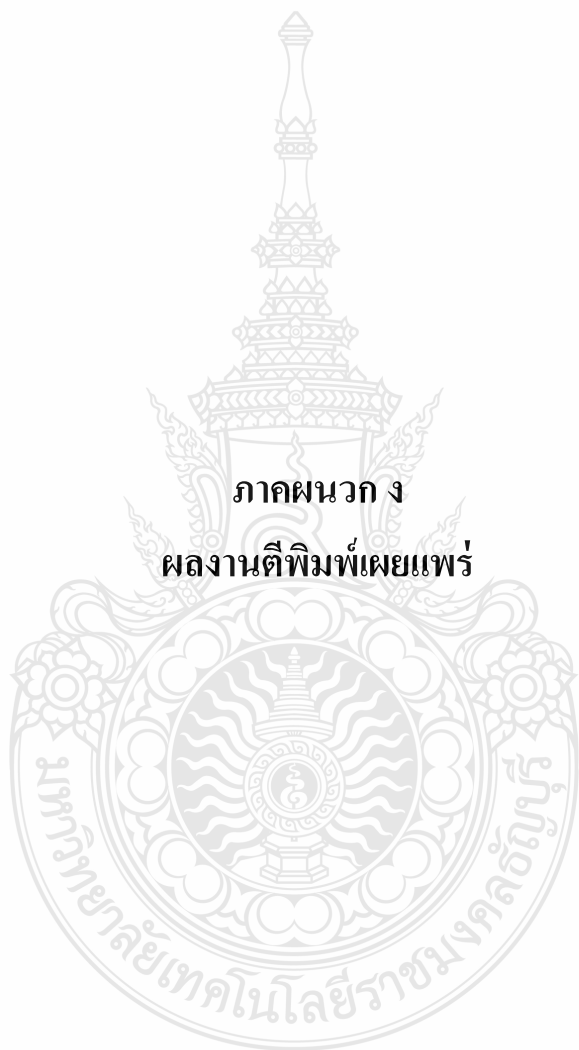 ภาคผนวก ง
ผลงานตีพิมพ์เผยแพร่
มหาวิทยาลัยเทคโนโลยีราชมงคลธัญบุรี